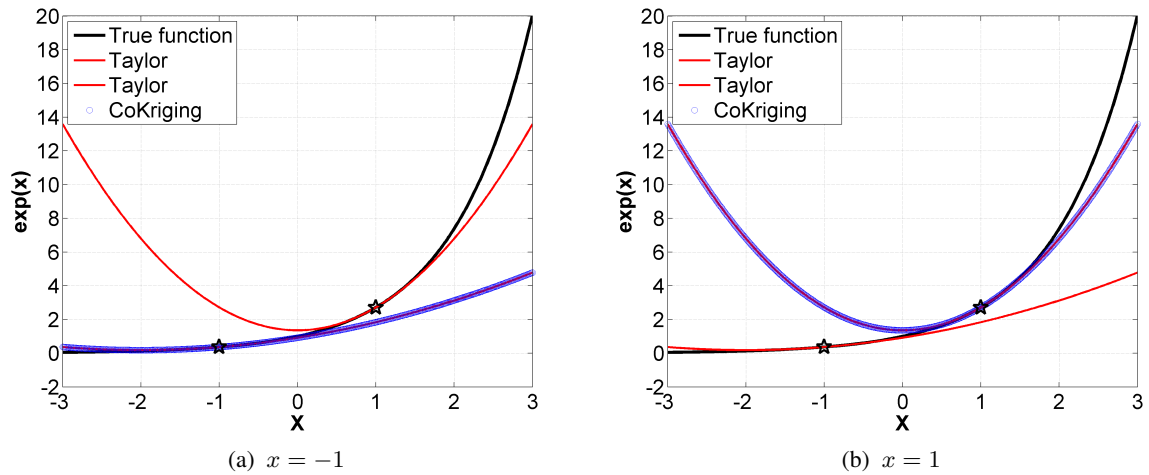 20
18
16
14
12
10
8
6
4
2
0
-2
exp(x)
True function
Taylor
Taylor
CoKriging
-3 -2 -1 0 1 2 3
X
(a) x = −1
20
18
16
14
12
10
8
6
4
2
0
-2
exp(x)
True function
Taylor
Taylor
CoKriging
-3 -2 -1 0 1 2 3
X
(b) x = 1